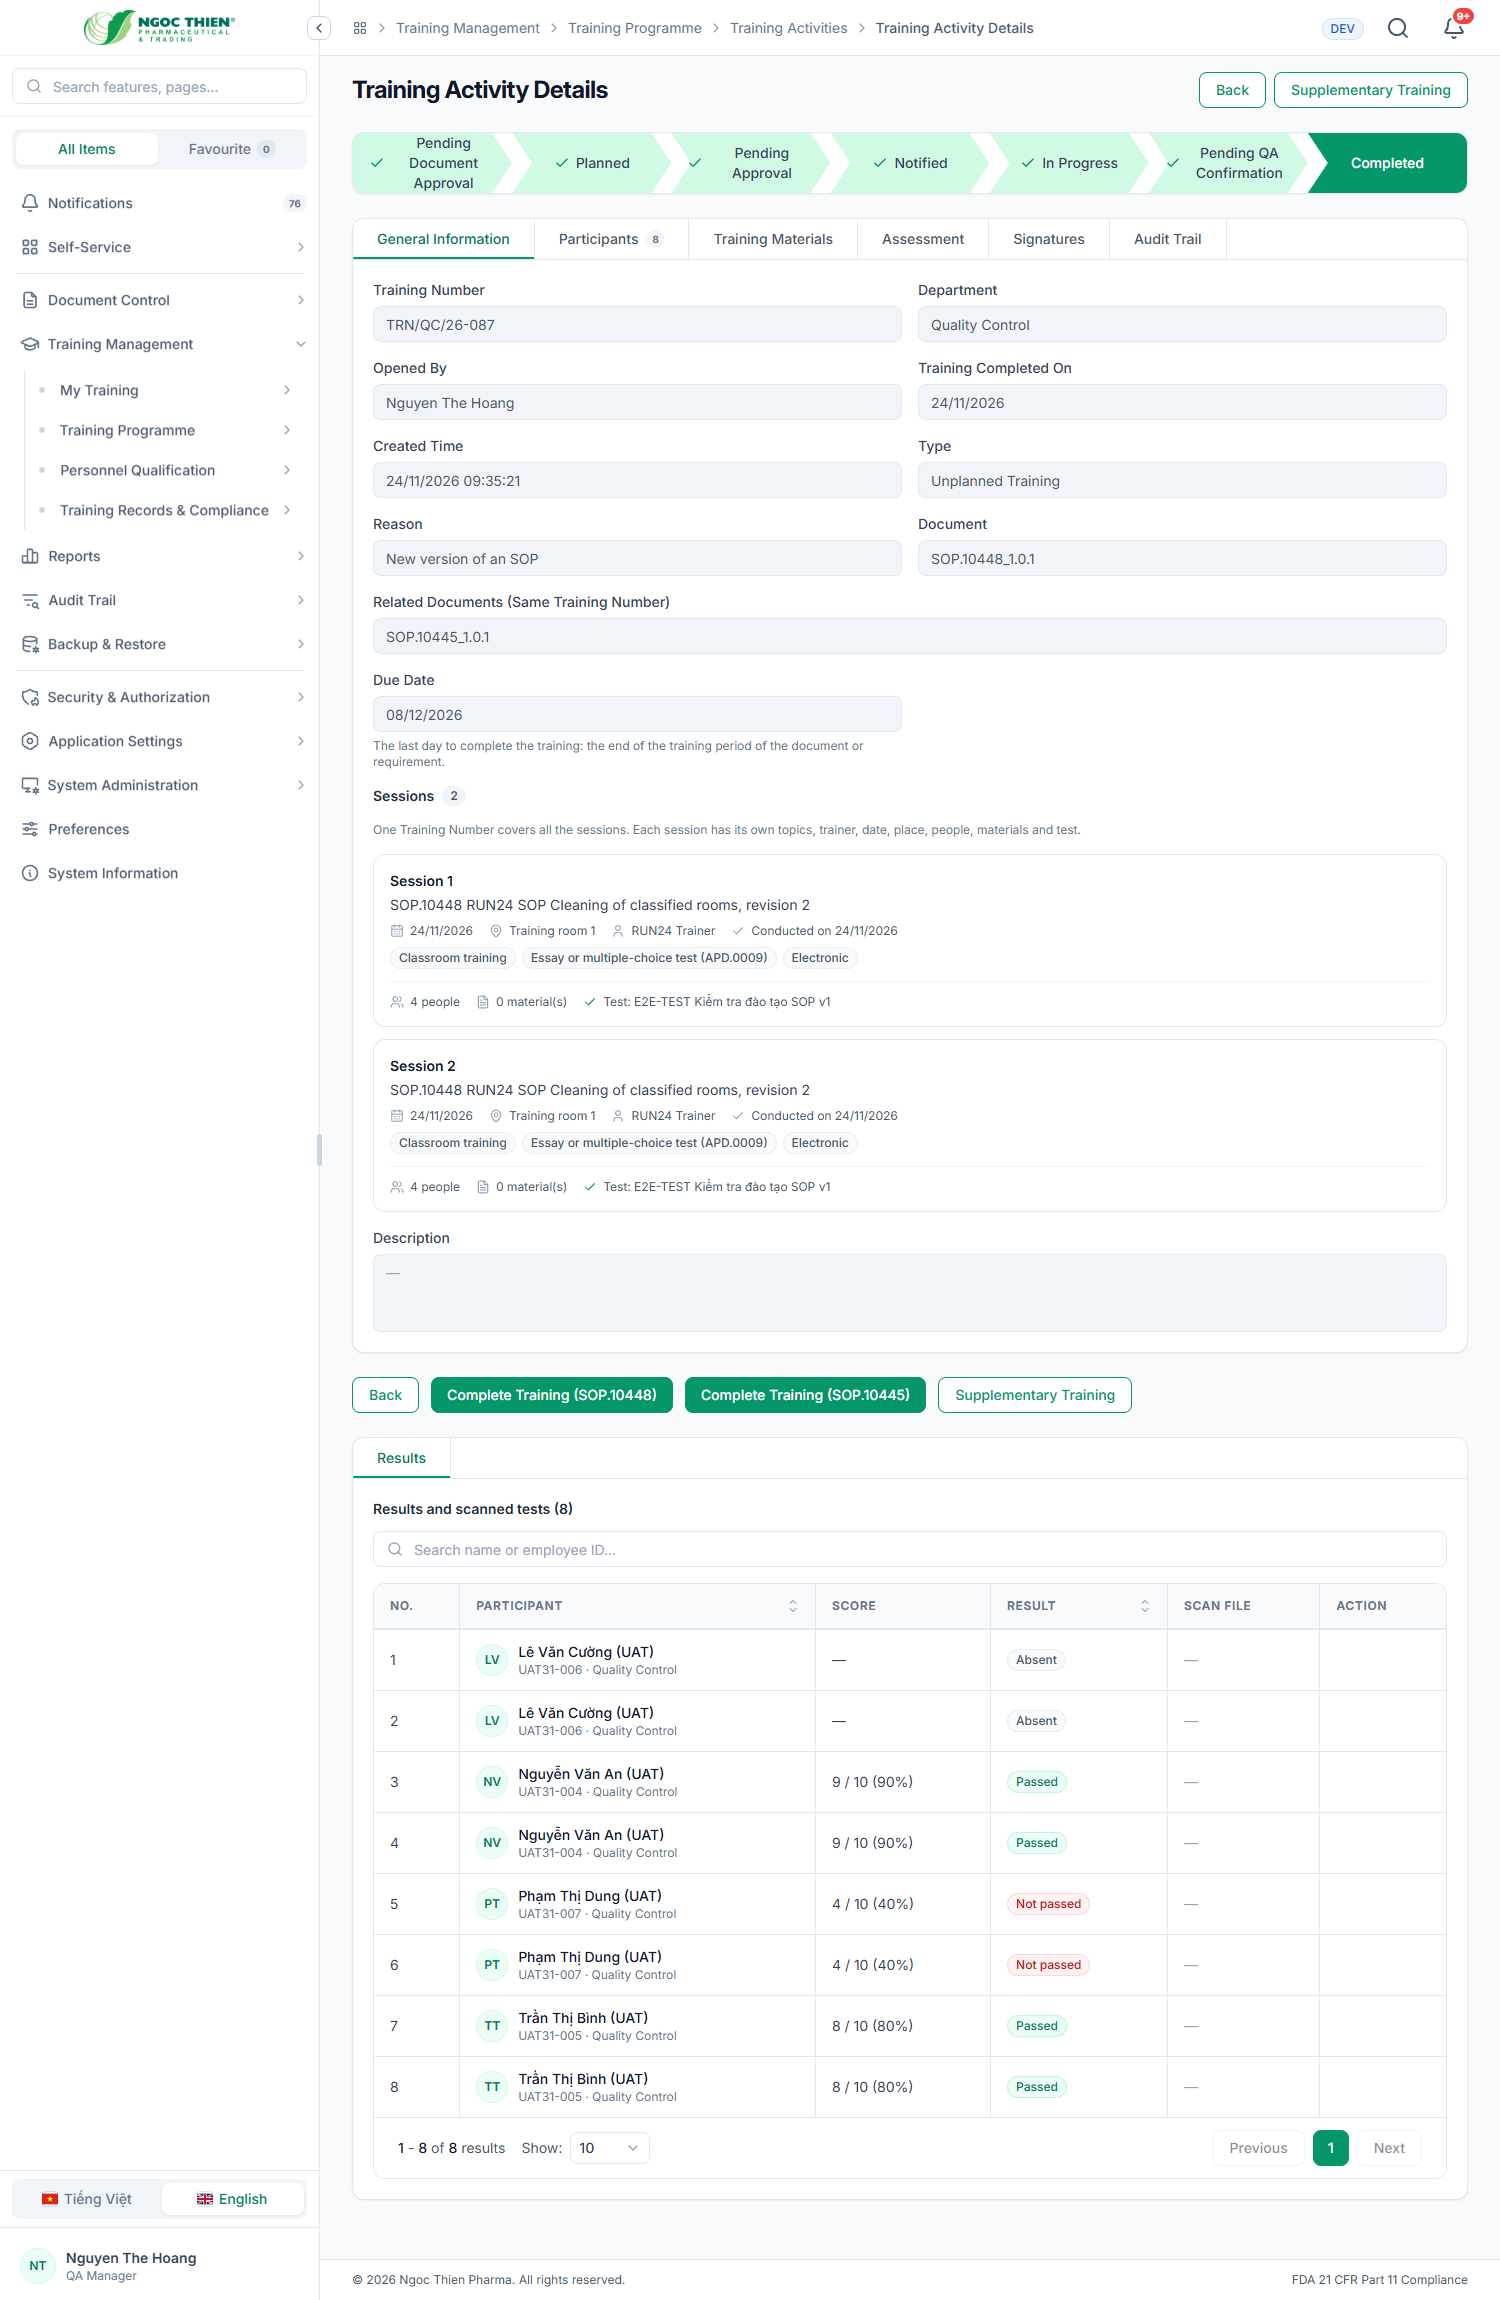 NGOC THIEN®
PHARMACEUTICAL
& TRADING
Training Management
Training Programme
Training Activities
Training Activity Details
DEV
9+
Search features, pages...
All Items
Favourite 0
Notifications 76
Self-Service
Document Control
Training Management
My Training
Training Programme
Personnel Qualification
Training Records & Compliance
Reports
Audit Trail
Backup & Restore
Security & Authorization
Application Settings
System Administration
Preferences
System Information
Tiếng Việt
English
NT
Nguyen The Hoang
QA Manager
Training Activity Details
Back
Supplementary Training
Pending
Document
Approval
Planned
Pending
Approval
Notified
In Progress
Pending QA
Confirmation
Completed
General Information
Participants 8
Training Materials
Assessment
Signatures
Audit Trail
Training Number
TRN/QC/26-087
Department
Quality Control
Opened By
Nguyen The Hoang
Training Completed On
24/11/2026
Created Time
24/11/2026 09:35:21
Type
Unplanned Training
Reason
New version of an SOP
Document
SOP.10448_1.0.1
Related Documents (Same Training Number)
SOP.10445_1.0.1
Due Date
08/12/2026
The last day to complete the training: the end of the training period of the document or
requirement.
Sessions 2
One Training Number covers all the sessions. Each session has its own topics, trainer, date, place, people, materials and test.
Session 1
SOP.10448 RUN24 SOP Cleaning of classified rooms, revision 2
24/11/2026 Training room 1 RUN24 Trainer Conducted on 24/11/2026
Classroom training Essay or multiple-choice test (APD.0009) Electronic
4 people 0 material(s) Test: E2E-TEST Kiểm tra đào tạo SOP v1
Session 2
SOP.10448 RUN24 SOP Cleaning of classified rooms, revision 2
24/11/2026 Training room 1 RUN24 Trainer Conducted on 24/11/2026
Classroom training Essay or multiple-choice test (APD.0009) Electronic
4 people 0 material(s) Test: E2E-TEST Kiểm tra đào tạo SOP v1
Description
—
Back
Complete Training (SOP.10448)
Complete Training (SOP.10445)
Supplementary Training
Results
Results and scanned tests (8)
Search name or employee ID...
NO. PARTICIPANT SCORE RESULT SCAN FILE ACTION
1 LV Lê Văn Cường (UAT) — Absent —
UAT31-006 · Quality Control
2 LV Lê Văn Cường (UAT) — Absent —
UAT31-006 · Quality Control
3 NV Nguyễn Văn An (UAT) 9 / 10 (90%) Passed —
UAT31-004 · Quality Control
4 NV Nguyễn Văn An (UAT) 9 / 10 (90%) Passed —
UAT31-004 · Quality Control
5 PT Phạm Thị Dung (UAT) 4 / 10 (40%) Not passed —
UAT31-007 · Quality Control
6 PT Phạm Thị Dung (UAT) 4 / 10 (40%) Not passed —
UAT31-007 · Quality Control
7 TT Trần Thị Bình (UAT) 8 / 10 (80%) Passed —
UAT31-005 · Quality Control
8 TT Trần Thị Bình (UAT) 8 / 10 (80%) Passed —
UAT31-005 · Quality Control
1 - 8 of 8 results Show: 10 Previous 1 Next
© 2026 Ngoc Thien Pharma. All rights reserved.
FDA 21 CFR Part 11 Compliance